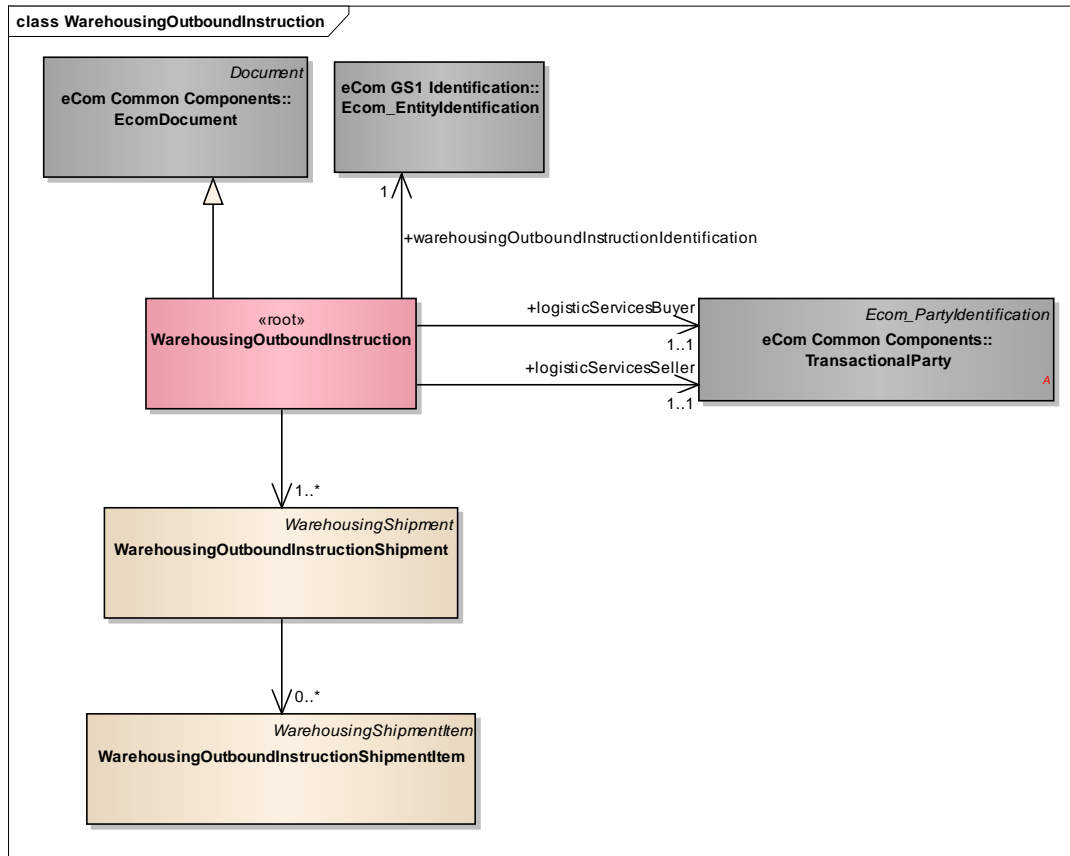 class WarehousingOutboundInstruction
Document
eCom Common Components::
EcomDocument
eCom GS1 Identification::
Ecom_EntityIdentification
1
+warehousingOutboundInstructionIdentification
«root»
WarehousingOutboundInstruction
+logisticServicesBuyer
1..1
+logisticServicesSeller
1..1
Ecom_PartyIdentification
eCom Common Components::
TransactionalParty
A
1..*
WarehousingShipment
WarehousingOutboundInstructionShipment
0..*
WarehousingShipmentItem
WarehousingOutboundInstructionShipmentItem